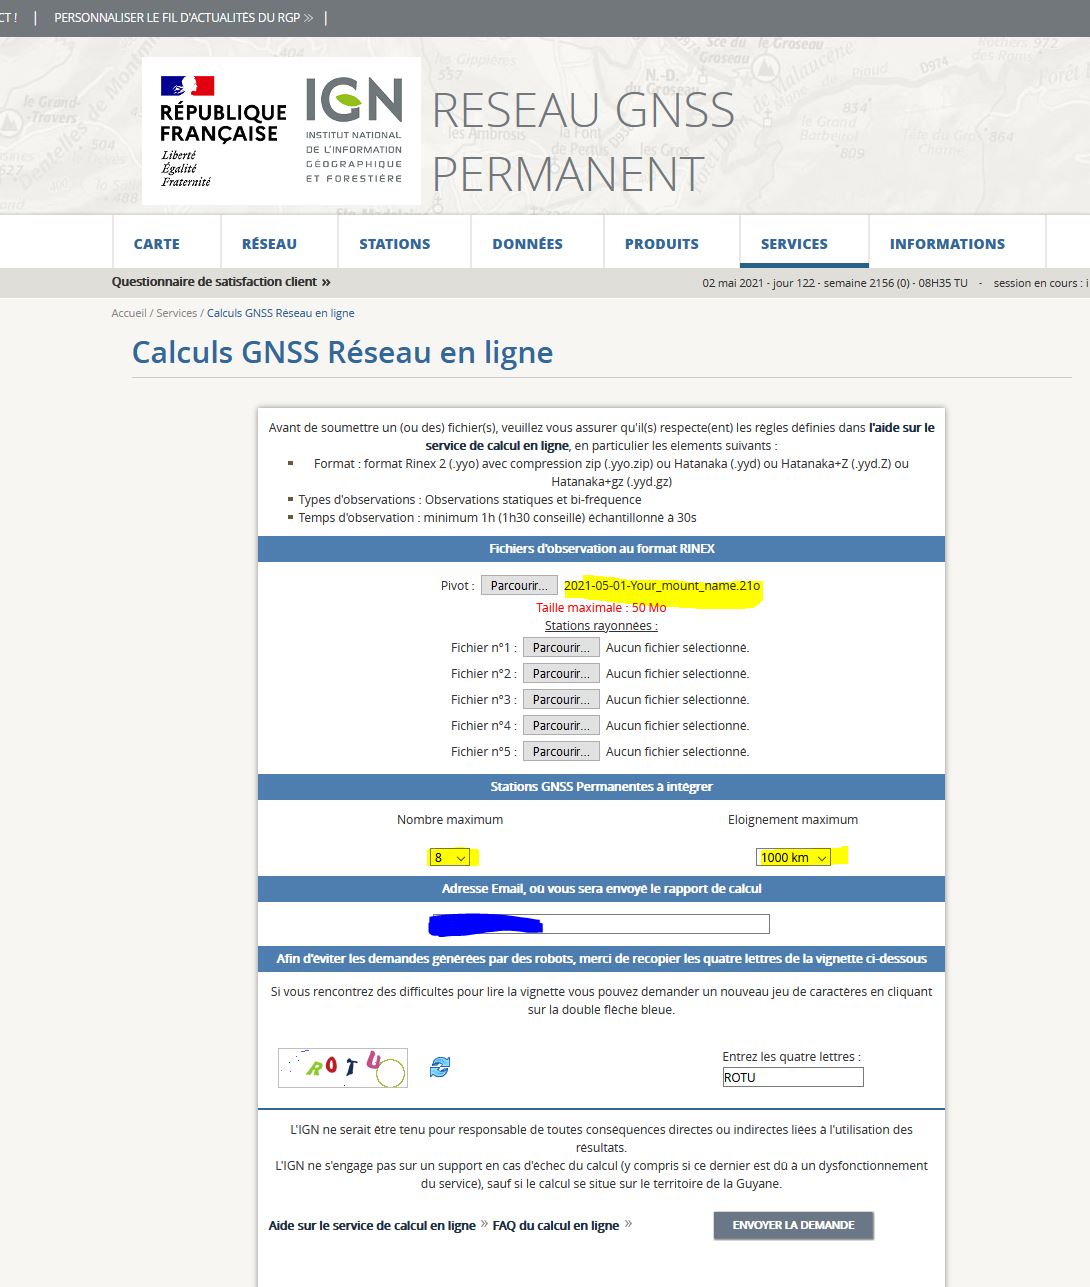 CT ! | PERSONNALISER LE FIL D'ACTUALITÉS DU RGP » |
RÉPUBLIQUE
FRANÇAISE
Liberté
Égalité
Fraternité
IGN
INSTITUT NATIONAL
DE L'INFORMATION
GÉOGRAPHIQUE
ET FORESTIÈRE
RESEAU GNSS
PERMANENT
CARTE RÉSEAU STATIONS DONNÉES PRODUITS SERVICES INFORMATIONS
Questionnaire de satisfaction client » 02 mai 2021 - jour 122 - semaine 2156 (0) - 08H35 TU - session en cours : i
Accueil / Services / Calculs GNSS Réseau en ligne
Calculs GNSS Réseau en ligne
Avant de soumettre un (ou des) fichier(s), veuillez vous assurer qu'il(s) respecte(ent) les règles définies dans l'aide sur le
service de calcul en ligne, en particulier les elements suivants :
Format : format Rinex 2 (.yyo) avec compression zip (.yyo.zip) ou Hatanaka (.yyd) ou Hatanaka+Z (.yyd.Z) ou
Hatanaka+gz (.yyd.gz)
Types d'observations : Observations statiques et bi-fréquence
Temps d'observation : minimum 1h (1h30 conseillé) échantillonné à 30s
Fichiers d'observation au format RINEX
Pivot : Parcourir... 2021-05-01-Your_mount_name.21o
Taille maximale : 50 Mo
Stations rayonnées :
Fichier n°1 : Parcourir... Aucun fichier sélectionné.
Fichier n°2 : Parcourir... Aucun fichier sélectionné.
Fichier n°3 : Parcourir... Aucun fichier sélectionné.
Fichier n°4 : Parcourir... Aucun fichier sélectionné.
Fichier n°5 : Parcourir... Aucun fichier sélectionné.
Stations GNSS Permanentes à intégrer
Nombre maximum Eloignement maximum
8 1000 km
Adresse Email, où vous sera envoyé le rapport de calcul
Afin d'éviter les demandes générées par des robots, merci de recopier les quatre lettres de la vignette ci-dessous
Si vous rencontrez des difficultés pour lire la vignette vous pouvez demander un nouveau jeu de caractères en cliquant
sur la double flèche bleue.
ROTU
Entrez les quatre lettres :
ROTU
L'IGN ne serait être tenu pour responsable de toutes conséquences directes ou indirectes liées à l'utilisation des
résultats.
L'IGN ne s'engage pas sur un support en cas d'échec du calcul (y compris si ce dernier est dû à un dysfonctionnement
du service), sauf si le calcul se situe sur le territoire de la Guyane.
Aide sur le service de calcul en ligne » FAQ du calcul en ligne » ENVOYER LA DEMANDE